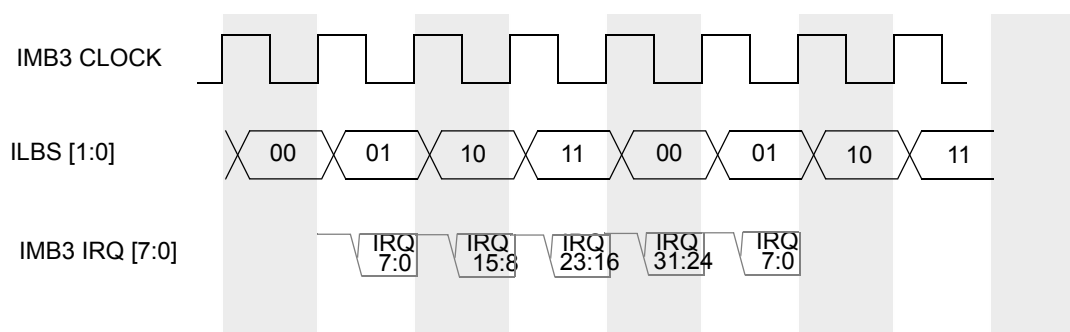 IMB3 CLOCK
ILBS [1:0]
00 01 10 11 00 01 10 11
IMB3 IRQ [7:0]
IRQ IRQ IRQ IRQ IRQ
7:0 15:8 23:16 31:24 7:0